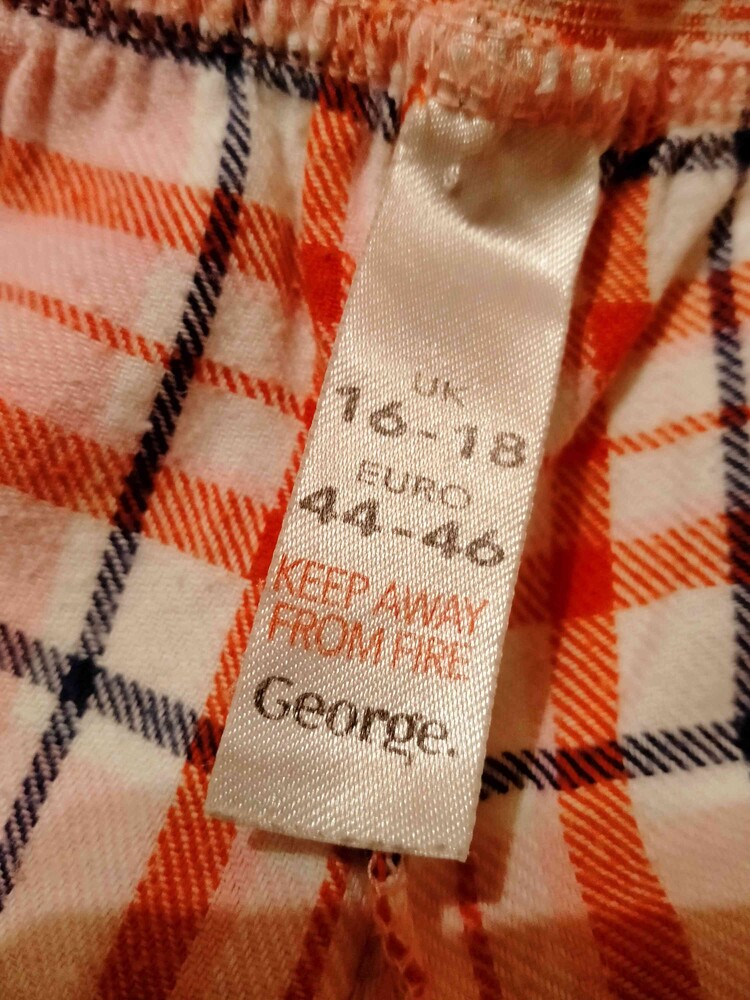 UK
16-18
EURO
44-46
KEEP AWAY
FROM FIRE
George.